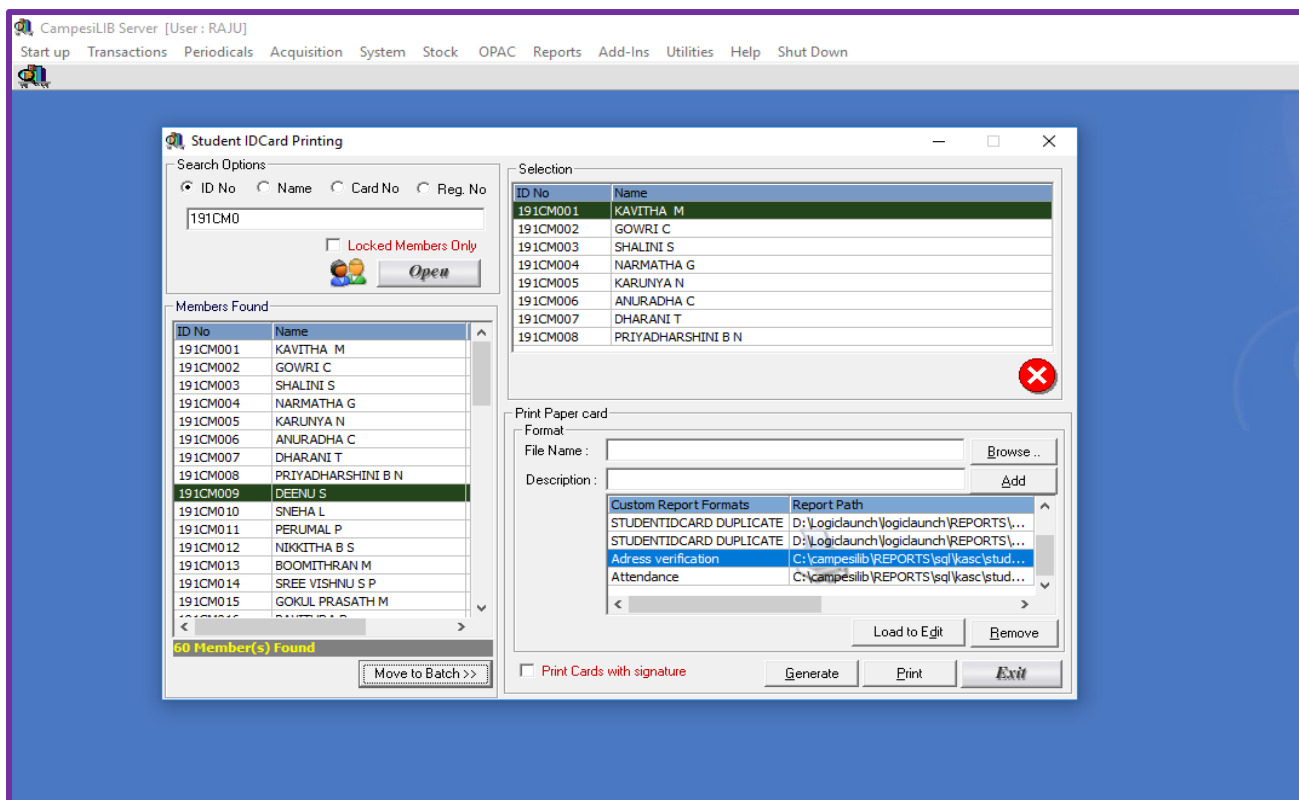 CampesiLIB Server [User : RAJU]
Start up Transactions Periodicals Acquisition System Stock OPAC Reports Add-Ins Utilities Help Shut Down
Student IDCard Printing
Search Options
ID No Name Card No Reg. No
191CM0
Locked Members Only
Open
Members Found
ID No Name
191CM001 KAVITHA M
191CM002 GOWRI C
191CM003 SHALINI S
191CM004 NARMATHA G
191CM005 KARUNYA N
191CM006 ANURADHA C
191CM007 DHARANI T
191CM008 PRIYADHARSHINI B N
191CM009 DEENU S
191CM010 SNEHA L
191CM011 PERUMAL P
191CM012 NIKKITHA B S
191CM013 BOOMITHRAN M
191CM014 SREE VISHNU S P
191CM015 GOKUL PRASATH M
60 Member(s) Found
Move to Batch >>
Selection
ID No Name
191CM001 KAVITHA M
191CM002 GOWRI C
191CM003 SHALINI S
191CM004 NARMATHA G
191CM005 KARUNYA N
191CM006 ANURADHA C
191CM007 DHARANI T
191CM008 PRIYADHARSHINI B N
Print Paper card
Format
File Name :
Browse ..
Description :
Add
Custom Report Formats Report Path
STUDENTIDCARD DUPLICATE D:\Logiclaunch\logiclaunch\REPORTS\...
STUDENTIDCARD DUPLICATE D:\Logiclaunch\logiclaunch\REPORTS\...
Adress verification C:\campesilib\REPORTS\sql\kasc\stud...
Attendance C:\campesilib\REPORTS\sql\kasc\stud...
Load to Edit Remove
Print Cards with signature Generate Print Exit